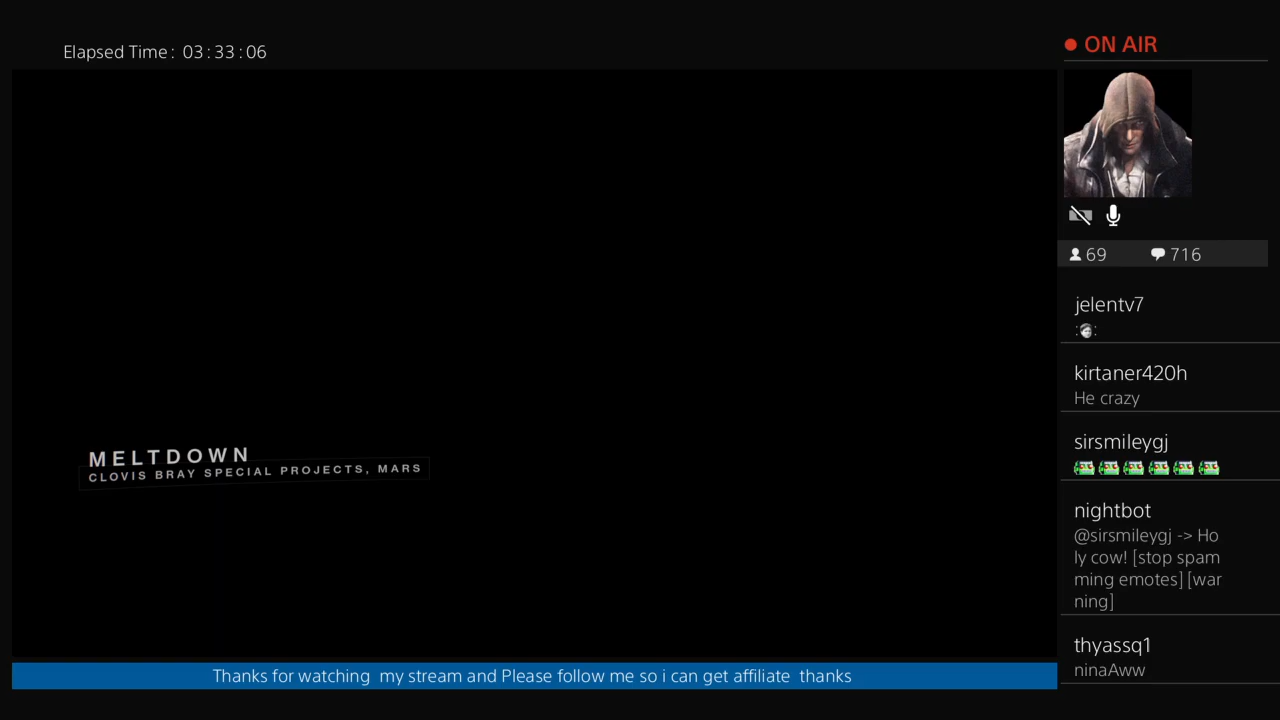 Elapsed Time: 03:33:06
ON AIR
69 716
jelentv7
: :
kirtaner420h
He crazy
sirsmileygj
nightbot
@sirsmileygj -> Ho
ly cow! [stop spam
ming emotes] [war
ning]
thyassq1
ninaAww
MELTDOWN
CLOVIS BRAY SPECIAL PROJECTS, MARS
Thanks for watching  my stream and Please follow me so i can get affiliate  thanks